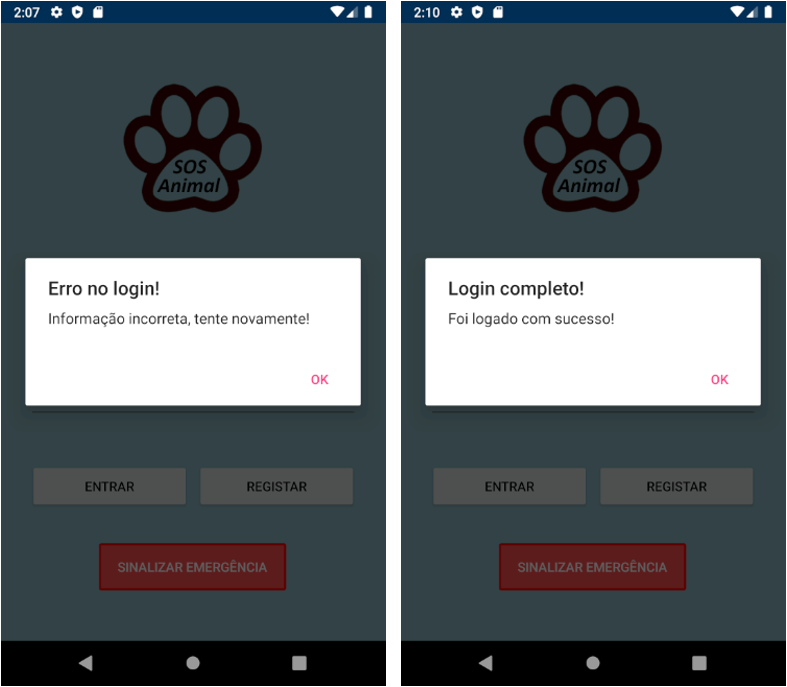 2:07
SOS
Animal
Erro no login!
Informação incorreta, tente novamente!
OK
ENTRAR REGISTAR
SINALIZAR EMERGÊNCIA
2:10
SOS
Animal
Login completo!
Foi logado com sucesso!
OK
ENTRAR REGISTAR
SINALIZAR EMERGÊNCIA